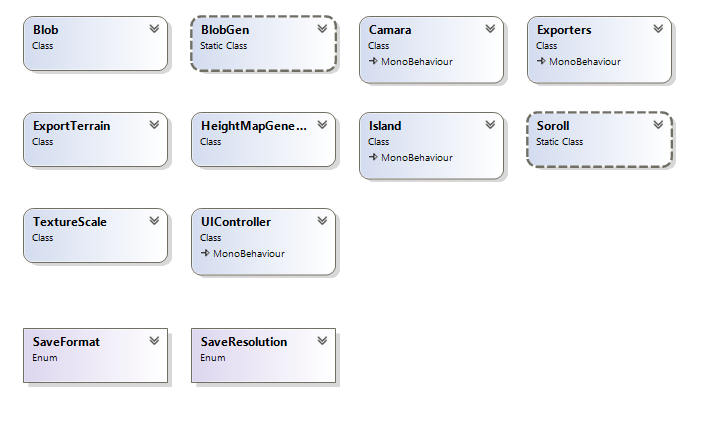 Blob
Class
BlobGen
Static Class
Camara
Class
MonoBehaviour
Exporters
Class
MonoBehaviour
ExportTerrain
Class
HeightMapGene...
Class
Island
Class
MonoBehaviour
Soroll
Static Class
TextureScale
Class
UIController
Class
MonoBehaviour
SaveFormat
Enum
SaveResolution
Enum